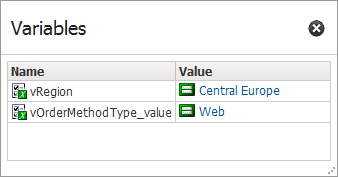 Variables
Name Value
vRegion Central Europe
vOrderMethodType_value Web